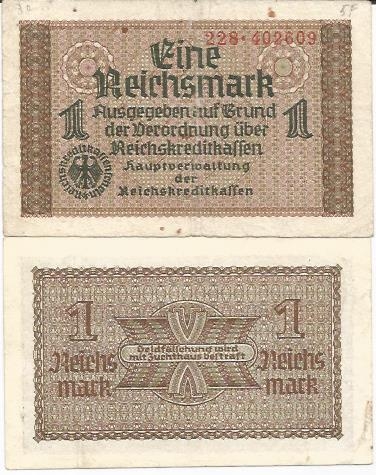 228·402609
Eine
Reichsmark
1 Ausgegeben auf Grund 1
der Verordnung über
Reichskreditkassen
Hauptverwaltung
der
Reichskreditkassen
1 1
Geldfälschung wird
mit Zuchthaus bestraft
Reichs Reichs
mark mark